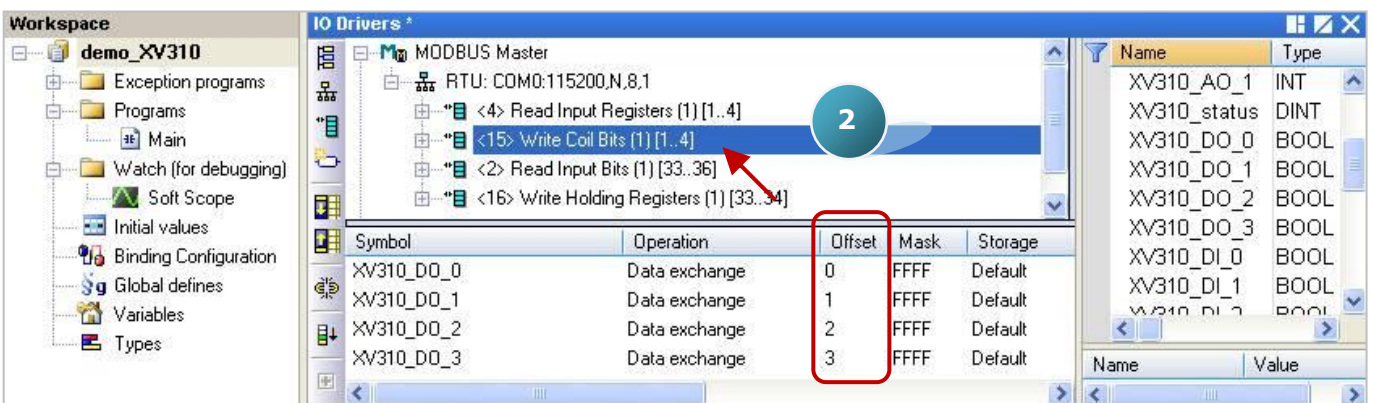 Workspace
demo_XV310
Exception programs
Programs
Main
Watch (for debugging)
Soft Scope
Initial values
Binding Configuration
Global defines
Variables
Types
IO Drivers *
MODBUS Master
RTU: COM0:115200,N,8,1
<4> Read Input Registers (1) [1..4]
<15> Write Coil Bits (1) [1..4]
<2> Read Input Bits (1) [33..36]
<16> Write Holding Registers (1) [33..34]
2
Symbol Operation Offset Mask Storage
XV310_DO_0 Data exchange 0 FFFF Default
XV310_DO_1 Data exchange 1 FFFF Default
XV310_DO_2 Data exchange 2 FFFF Default
XV310_DO_3 Data exchange 3 FFFF Default
Name Type
XV310_AO_1 INT
XV310_status DINT
XV310_DO_0 BOOL
XV310_DO_1 BOOL
XV310_DO_2 BOOL
XV310_DO_3 BOOL
XV310_DI_0 BOOL
XV310_DI_1 BOOL
XV310_DI_2 BOOL
Name Value